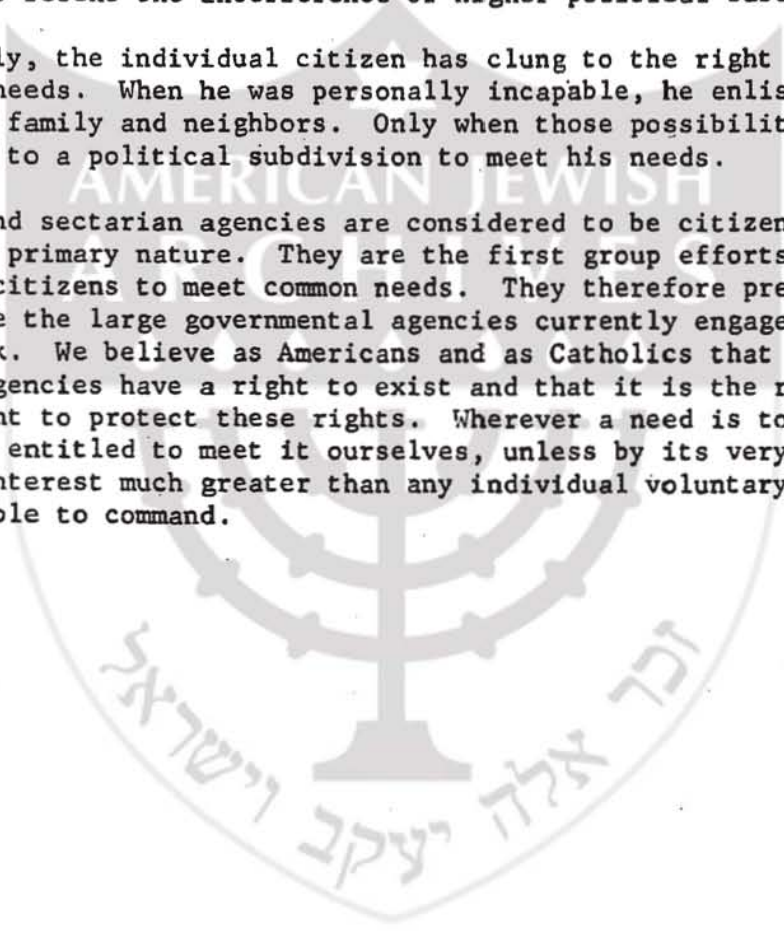 ly, the individual citizen has clung to the right
needs. When he was personally incapable, he enlis
family and neighbors. Only when those possibilit
to a political subdivision to meet his needs.
AMERICAN JEWISH
ARCHIVES
nd sectarian agencies are considered to be citizen
primary nature. They are the first group efforts
citizens to meet common needs. They therefore pre
e the large governmental agencies currently engage
k. We believe as Americans and as Catholics that
gencies have a right to exist and that it is the r
nt to protect these rights. Wherever a need is to
entitled to meet it ourselves, unless by its very
nterest much greater than any individual voluntary
ble to command.
זכר אלה יעקב וישראל